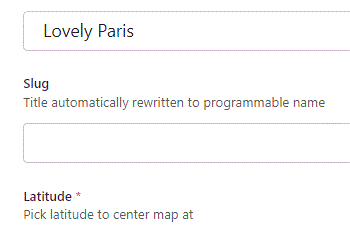 Lovely Paris
Slug
Title automatically rewritten to programmable name
Latitude *
Pick latitude to center map at